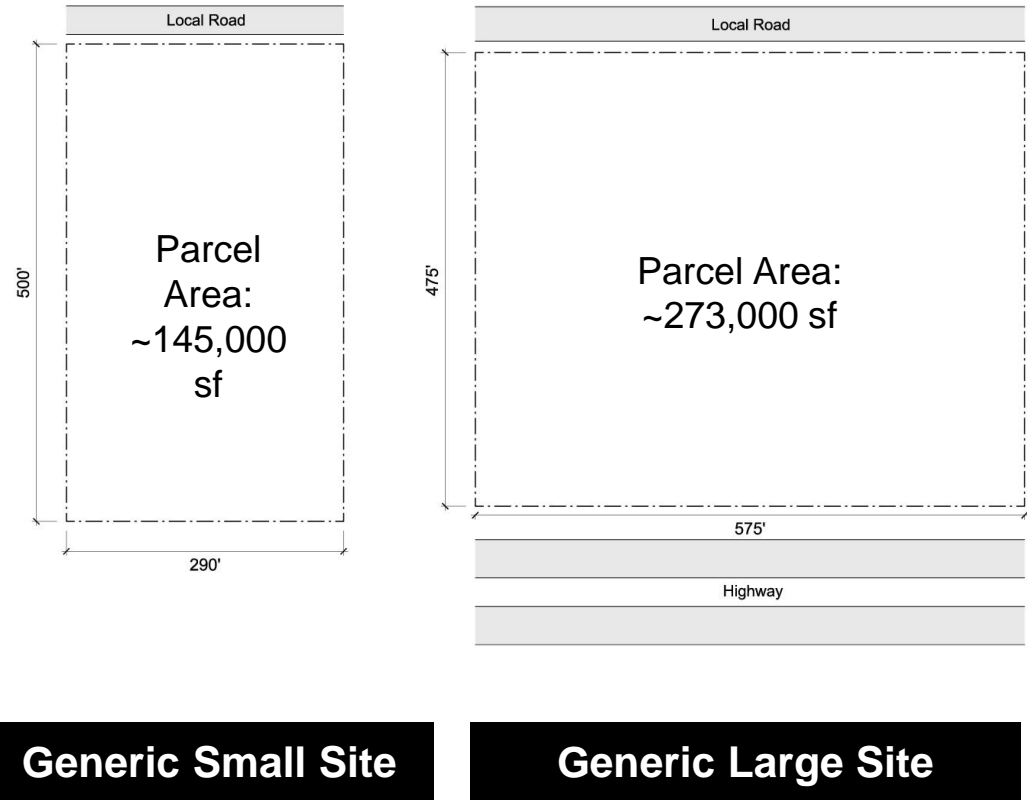 Local Road
500'
Parcel
Area:
~145,000
sf
290'
Local Road
475'
Parcel Area:
~273,000 sf
575'
Highway
Generic Small Site
Generic Large Site